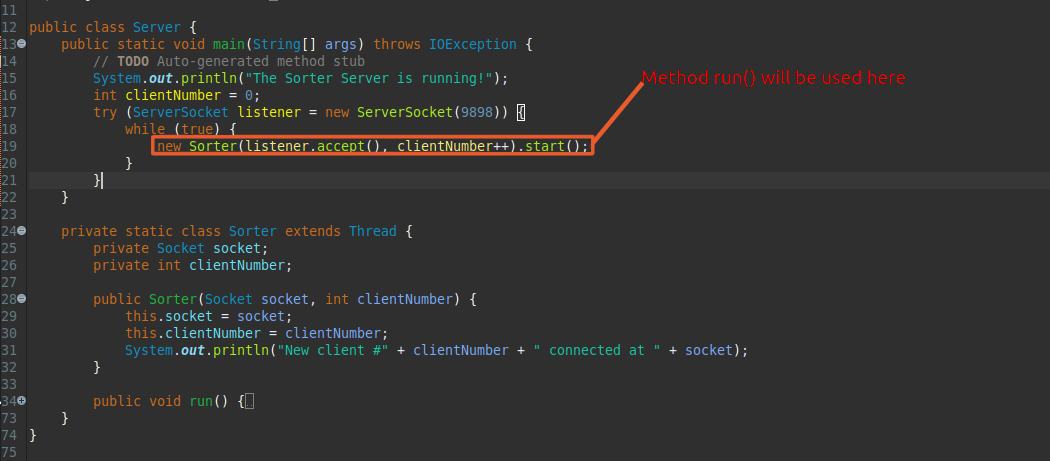 11
12 public class Server {
13 public static void main(String[] args) throws IOException {
14 // TODO Auto-generated method stub
15 System.out.println("The Sorter Server is running!");
Method run() will be used here
16 int clientNumber = 0;
17 try (ServerSocket listener = new ServerSocket(9898)) {
18 while (true) {
19 new Sorter(listener.accept(), clientNumber++).start();
20 }
21 }
22 }
23
24 private static class Sorter extends Thread {
25 private Socket socket;
26 private int clientNumber;
27
28 public Sorter(Socket socket, int clientNumber) {
29 this.socket = socket;
30 this.clientNumber = clientNumber;
31 System.out.println("New client #" + clientNumber + " connected at " + socket);
32 }
33
34 public void run() {
73 }
74 }
75